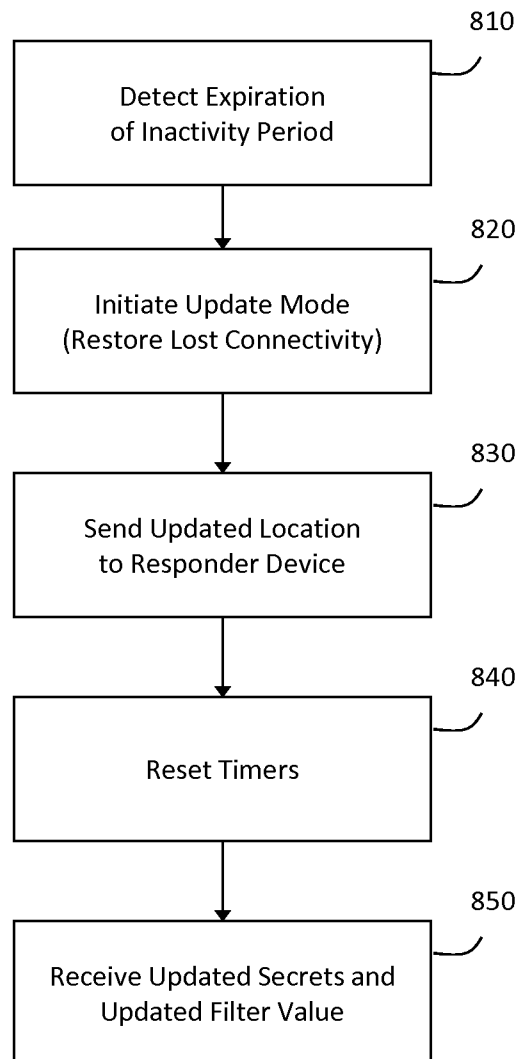 810
Detect Expiration
of Inactivity Period
820
Initiate Update Mode
(Restore Lost Connectivity)
830
Send Updated Location
to Responder Device
840
Reset Timers
850
Receive Updated Secrets and
Updated Filter Value